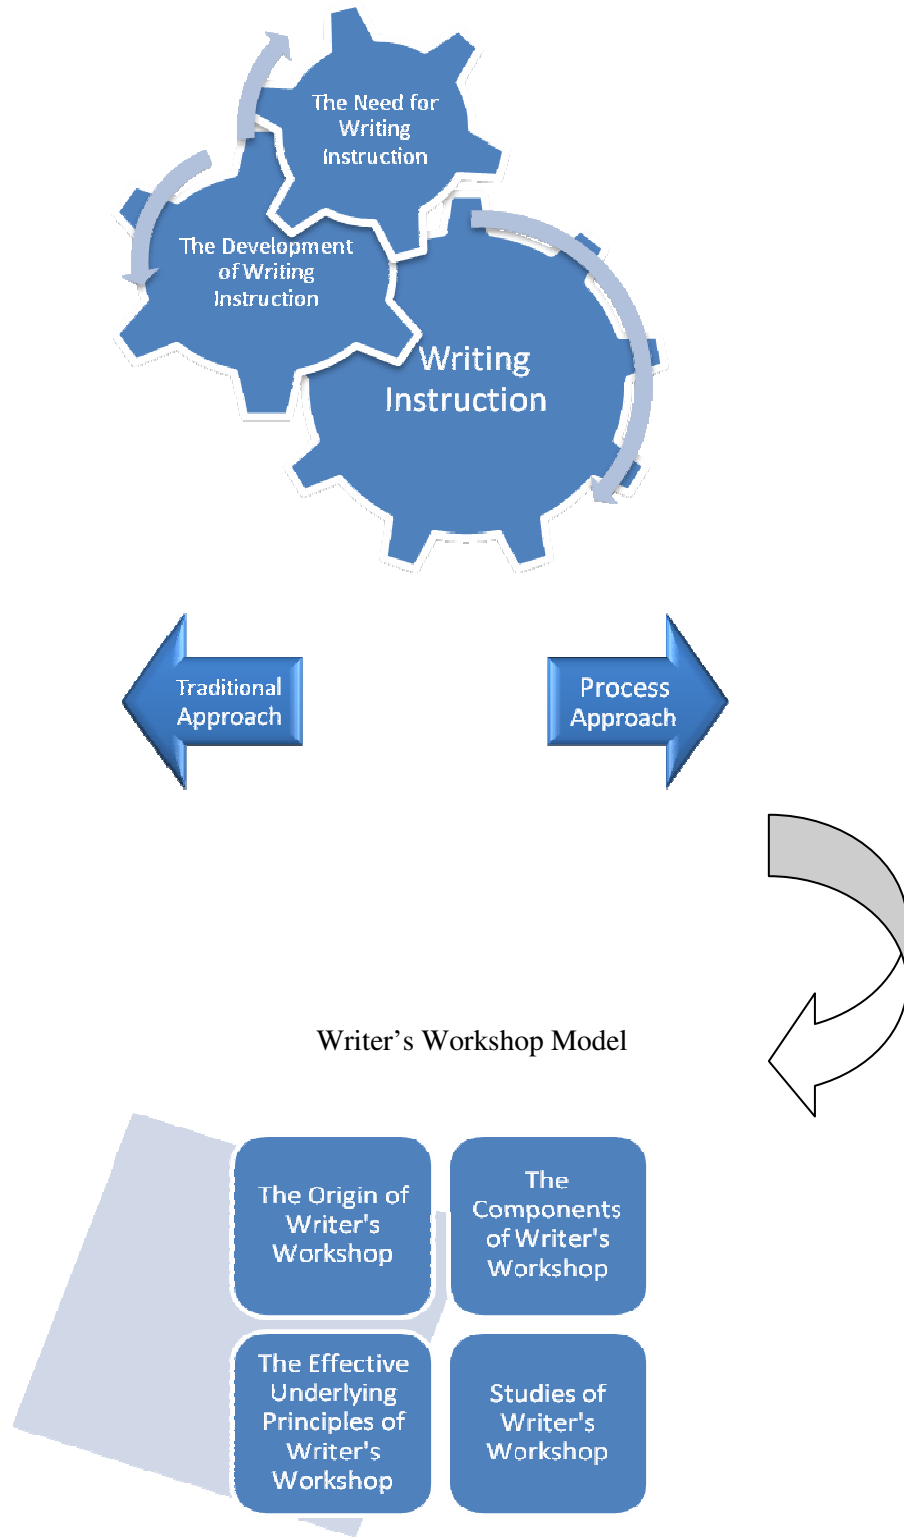 The Need for
Writing
Instruction
The Development
of Writing
Instruction
Writing
Instruction
Traditional
Approach
Process
Approach
Writer’s Workshop Model
The Origin of
Writer's
Workshop
The
Components
of Writer's
Workshop
The Effective
Underlying
Principles of
Writer's
Workshop
Studies of
Writer's
Workshop